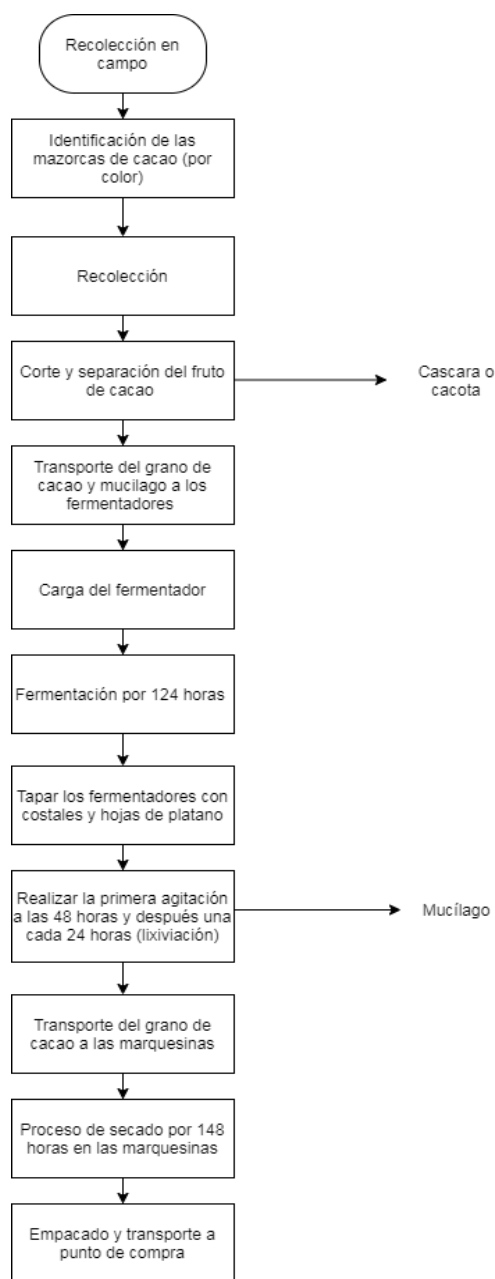 Recolección en
campo
Identificación de las
mazorcas de cacao (por
color)
Recolección
Corte y separación del fruto
de cacao
Cascara o
cacota
Transporte del grano de
cacao y mucilago a los
fermentadores
Carga del fermentador
Fermentación por 124 horas
Tapar los fermentadores con
costales y hojas de platano
Realizar la primera agitación
a las 48 horas y después una
cada 24 horas (lixiviación)
Mucílago
Transporte del grano de
cacao a las marquesinas
Proceso de secado por 148
horas en las marquesinas
Empacado y transporte a
punto de compra